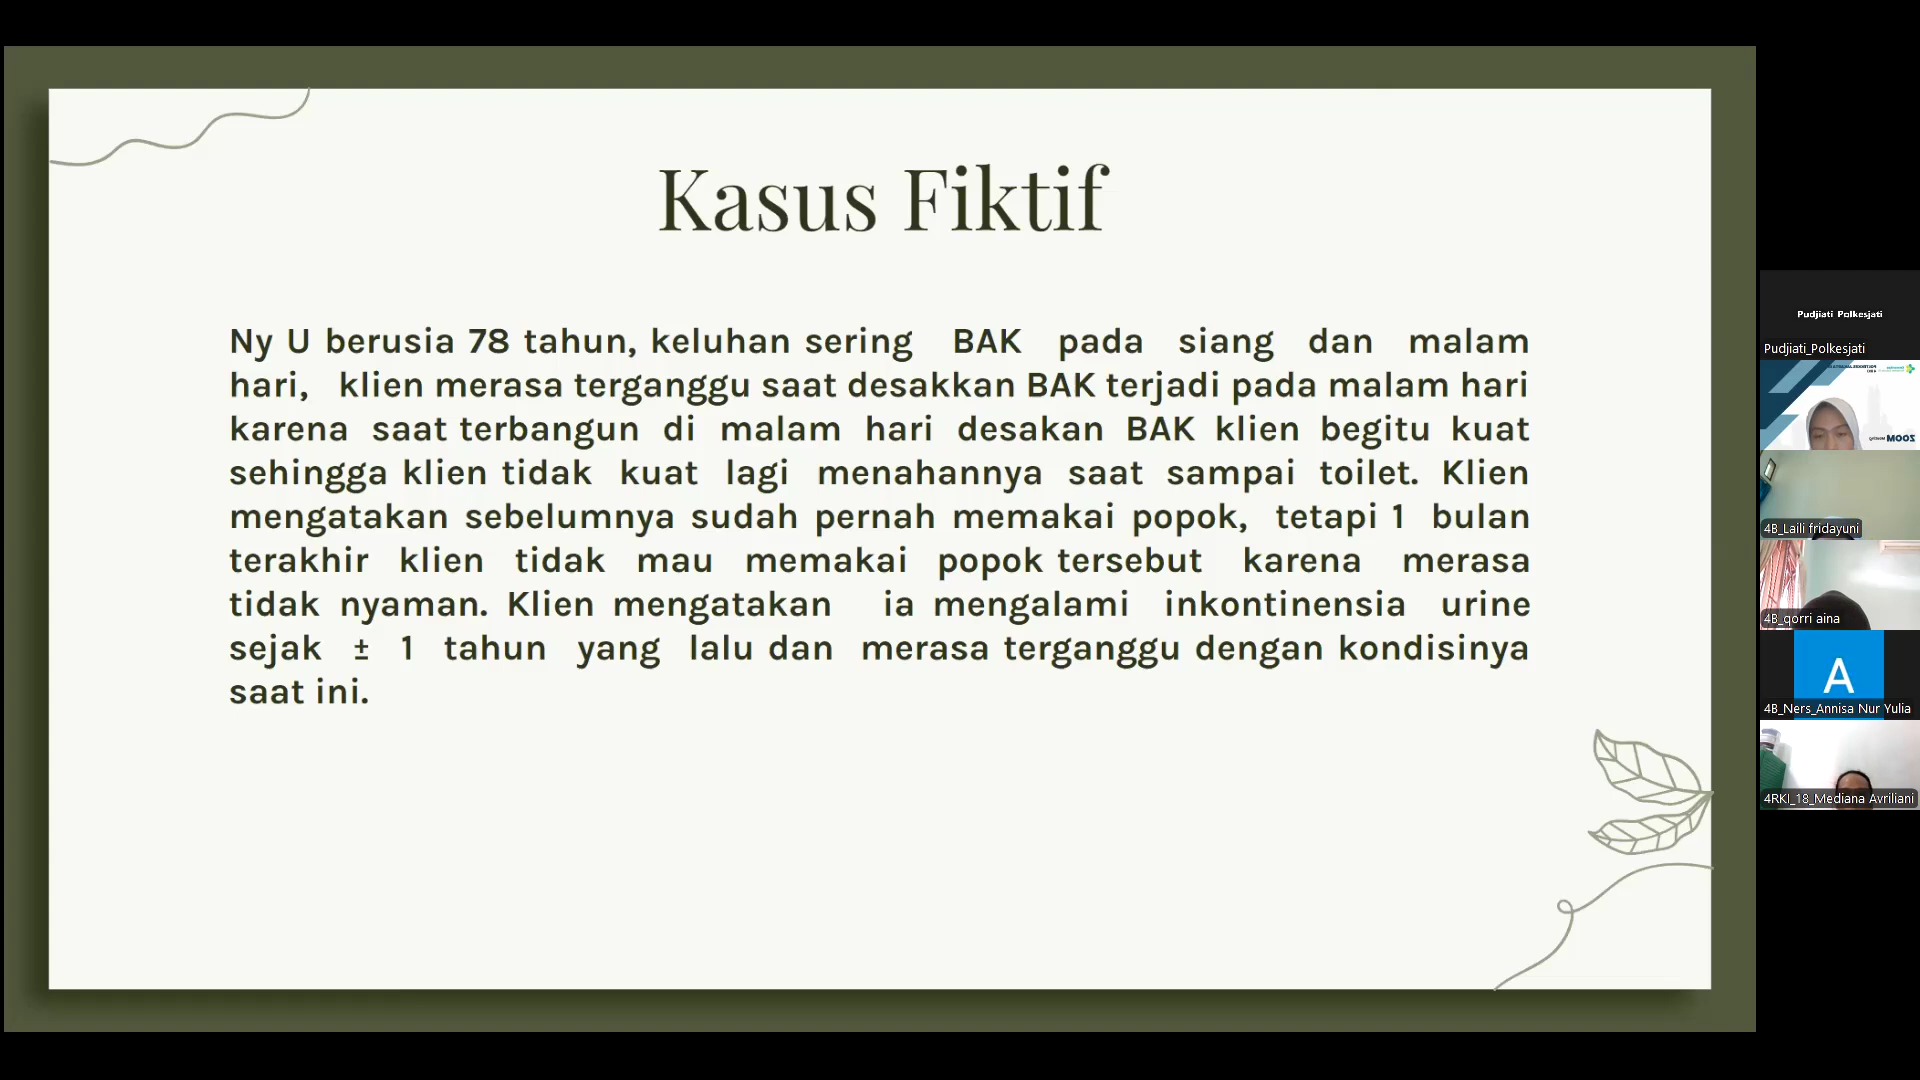 Kasus Fiktif
Ny U berusia 78 tahun, keluhan sering BAK pada siang dan malam
hari, klien merasa terganggu saat desakkan BAK terjadi pada malam hari
karena saat terbangun di malam hari desakan BAK klien begitu kuat
sehingga klien tidak kuat lagi menahannya saat sampai toilet. Klien
mengatakan sebelumnya sudah pernah memakai popok, tetapi 1 bulan
terakhir klien tidak mau memakai popok tersebut karena merasa
tidak nyaman. Klien mengatakan ia mengalami inkontinensia urine
sejak ± 1 tahun yang lalu dan merasa terganggu dengan kondisinya
saat ini.
Pudjiati Polkesjati
Pudjiati_Polkesjati
ZOOM
4B_Laili fridayuni
4B_qorri aina
A
4B_Ners_Annisa Nur Yulia
4RKI_18_Mediana Avriliani